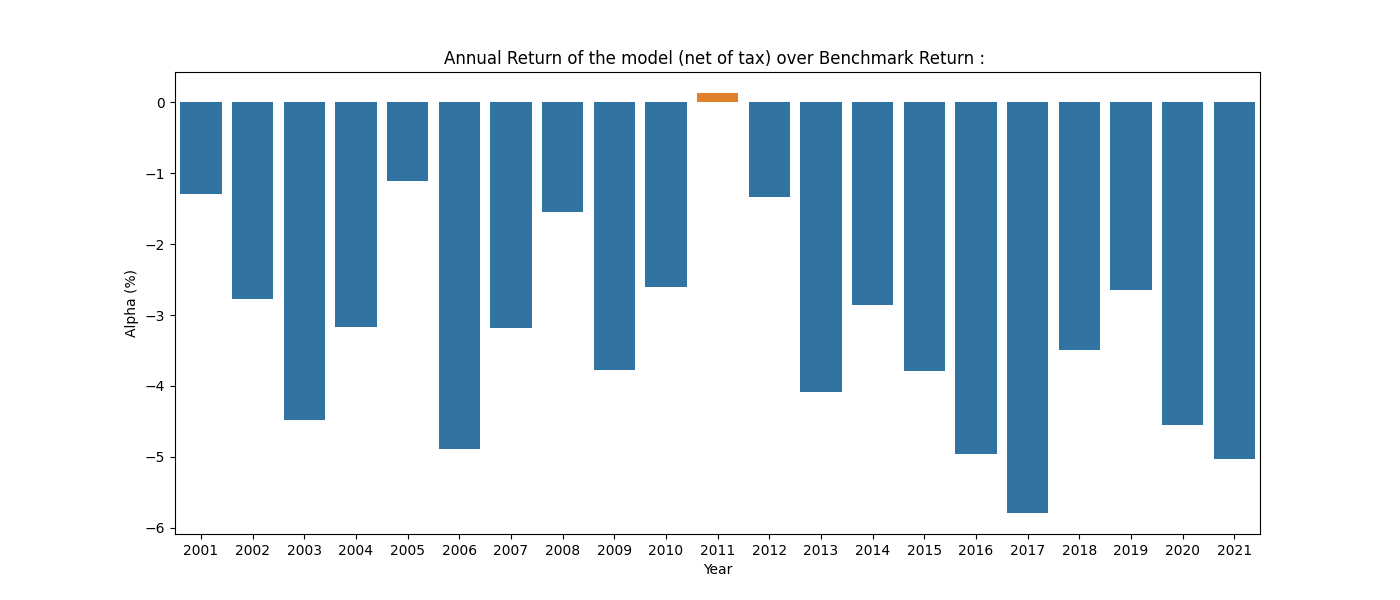 Annual Return of the model (net of tax) over Benchmark Return :
0
−1
−2
−3
−4
−5
−6
Alpha (%)
2001 2002 2003 2004 2005 2006 2007 2008 2009 2010 2011 2012 2013 2014 2015 2016 2017 2018 2019 2020 2021
Year